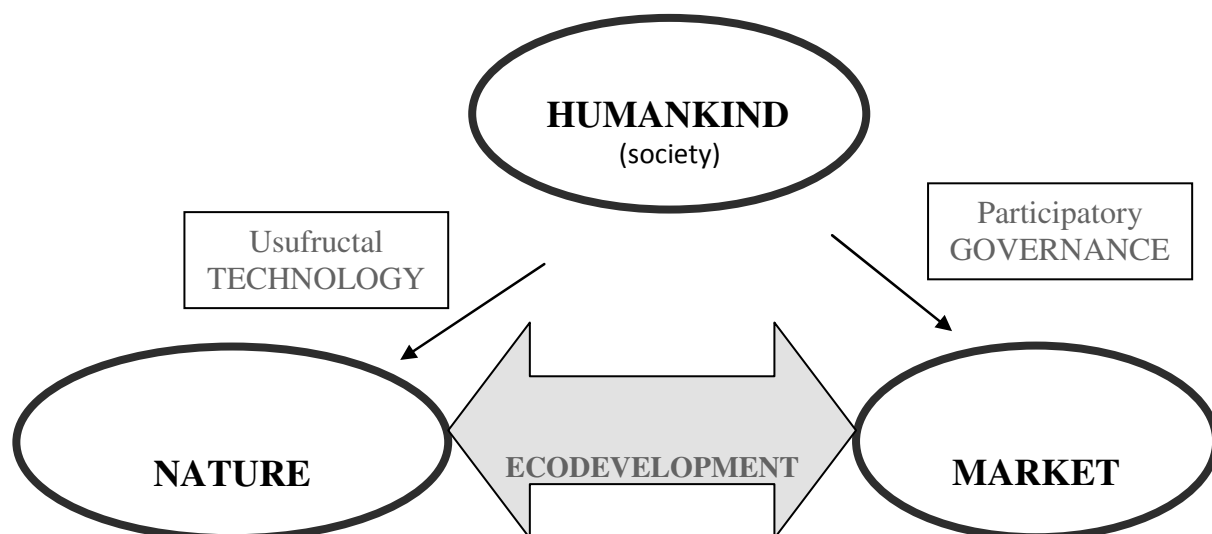 HUMANKIND
(society)
Usufructal
TECHNOLOGY
Participatory
GOVERNANCE
NATURE
ECODEVELOPMENT
MARKET